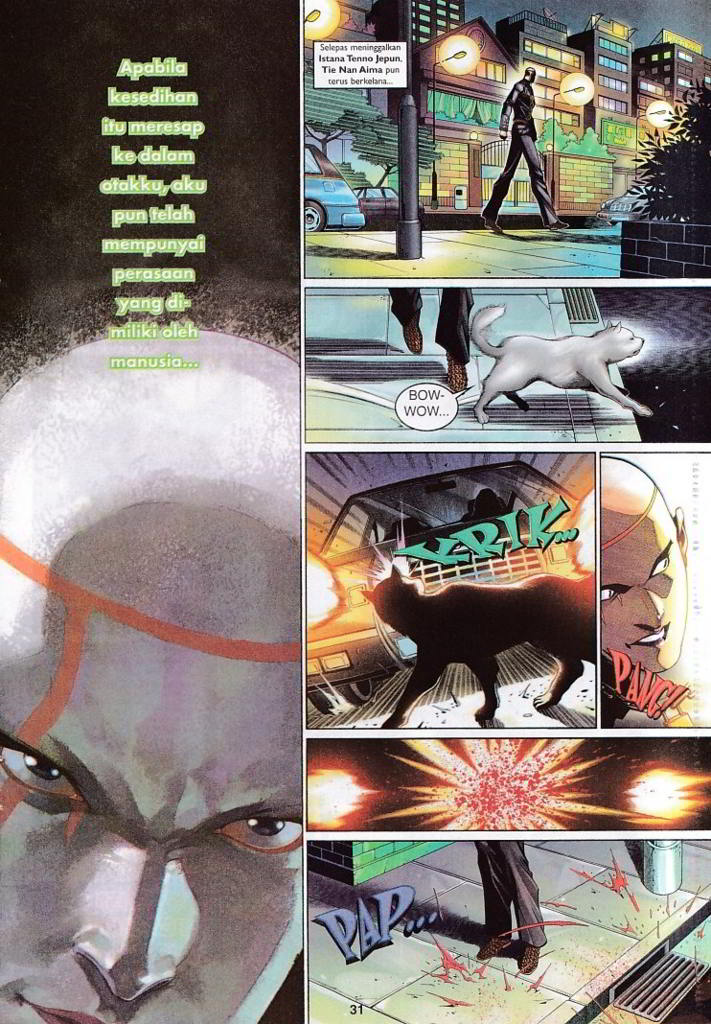 Apabila
kesedihan
itu meresap
ke dalam
otakku, aku
pun telah
mempunyai
perasaan
yang di-
miliki oleh
manusia...
Selepas meninggalkan
Istana Tenno Jepun,
Tie Nan Aima pun
terus berkelana...
BOW-
WOW...
KRIK...
PANG!
PAP...
31